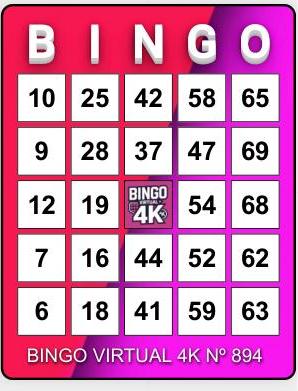 B I N G O
10 25 42 58 65
9 28 37 47 69
12 19 BINGO VIRTUAL 4K 54 68
7 16 44 52 62
6 18 41 59 63
BINGO VIRTUAL 4K Nº 894